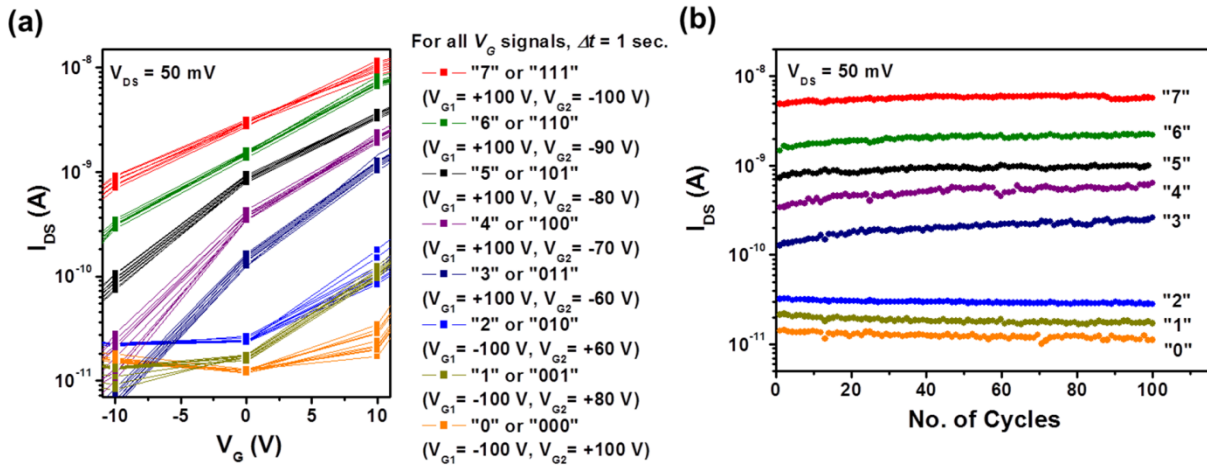 (a)
V_DS = 50 mV
10^-8
10^-9
10^-10
10^-11
I_DS (A)
-10 -5 0 5 10
V_G (V)
For all V_G signals, Δt = 1 sec.
"7" or "111"
(V_G1= +100 V, V_G2= -100 V)
"6" or "110"
(V_G1= +100 V, V_G2= -90 V)
"5" or "101"
(V_G1= +100 V, V_G2= -80 V)
"4" or "100"
(V_G1= +100 V, V_G2= -70 V)
"3" or "011"
(V_G1= +100 V, V_G2= -60 V)
"2" or "010"
(V_G1= -100 V, V_G2= +60 V)
"1" or "001"
(V_G1= -100 V, V_G2= +80 V)
"0" or "000"
(V_G1= -100 V, V_G2= +100 V)
(b)
V_DS = 50 mV
10^-8
10^-9
10^-10
10^-11
I_DS (A)
"7"
"6"
"5"
"4"
"3"
"2"
"1"
"0"
0 20 40 60 80 100
No. of Cycles